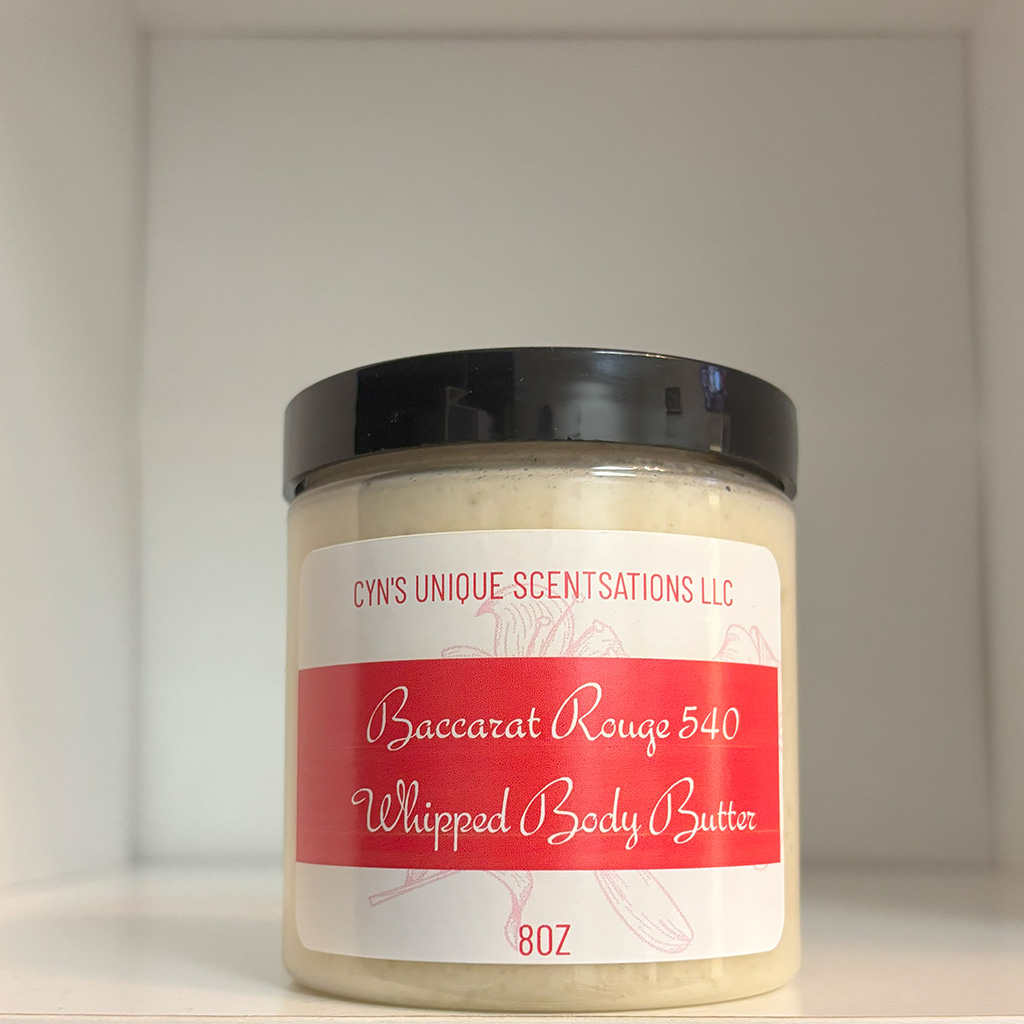 CYN'S UNIQUE SCENTSATIONS LLC
Baccarat Rouge 540
Whipped Body Butter
8OZ